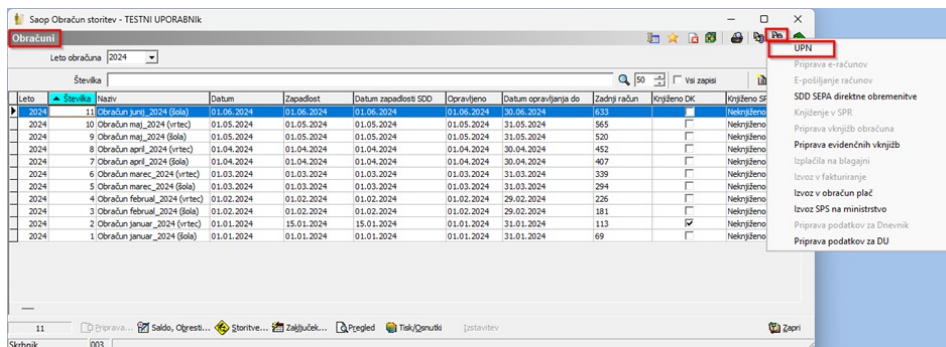 Saop Obračun storitev - TESTNI UPORABNIk
Obračuni
Leto obračuna 2024
Številka 50 Vsi zapisi
Leto Številka Naziv Datum Zapadlost Datum zapadlosti SDD Opravljeno Datum opravljanja do Zadnji račun Knjiženo DK Knjiženo SP
2024 11 Obračun junij_2024 (šola) 01.06.2024 01.06.2024 01.06.2024 01.06.2024 30.06.2024 633 Neknjiženo
2024 10 Obračun maj_2024 (vrtec) 01.05.2024 01.05.2024 01.05.2024 01.05.2024 31.05.2024 565 Neknjiženo
2024 9 Obračun maj_2024 (šola) 01.05.2024 01.05.2024 01.05.2024 01.05.2024 31.05.2024 520 Neknjiženo
2024 8 Obračun april_2024 (vrtec) 01.04.2024 01.04.2024 01.04.2024 01.04.2024 30.04.2024 452 Neknjiženo
2024 7 Obračun april_2024 (šola) 01.04.2024 01.04.2024 01.04.2024 01.04.2024 30.04.2024 407 Neknjiženo
2024 6 Obračun marec_2024 (vrtec) 01.03.2024 01.03.2024 01.03.2024 01.03.2024 31.03.2024 339 Neknjiženo
2024 5 Obračun marec_2024 (šola) 01.03.2024 01.03.2024 01.03.2024 01.03.2024 31.03.2024 294 Neknjiženo
2024 4 Obračun februal_2024 (vrtec) 01.02.2024 01.02.2024 01.02.2024 01.02.2024 29.02.2024 226 Neknjiženo
2024 3 Obračun februal_2024 (šola) 01.02.2024 01.02.2024 01.02.2024 01.02.2024 29.02.2024 181 Neknjiženo
2024 2 Obračun januar_2024 (vrtec) 01.01.2024 15.01.2024 15.01.2024 01.01.2024 31.01.2024 113 Neknjiženo
2024 1 Obračun januar_2024 (šola) 01.01.2024 01.01.2024 01.01.2024 01.01.2024 31.01.2024 69 Neknjiženo
UPN
Priprava e-računov
E-pošiljanje računov
SDD SEPA direktne obremenitve
Knjiženje v SPR
Priprava vknjižb obračuna
Priprava evidenčnih vknjižb
Izplačila na blagajni
Izvoz v fakturiranje
Izvoz v obračun plač
Izvoz SPS na ministrstvo
Priprava podatkov za Dnevnik
Priprava podatkov za DU
11 Priprava... Saldo, Obresti... Storitve... Zaključek... Pregled Tisk/Osnutki Izstavitev Zapri
Skrbnik 003